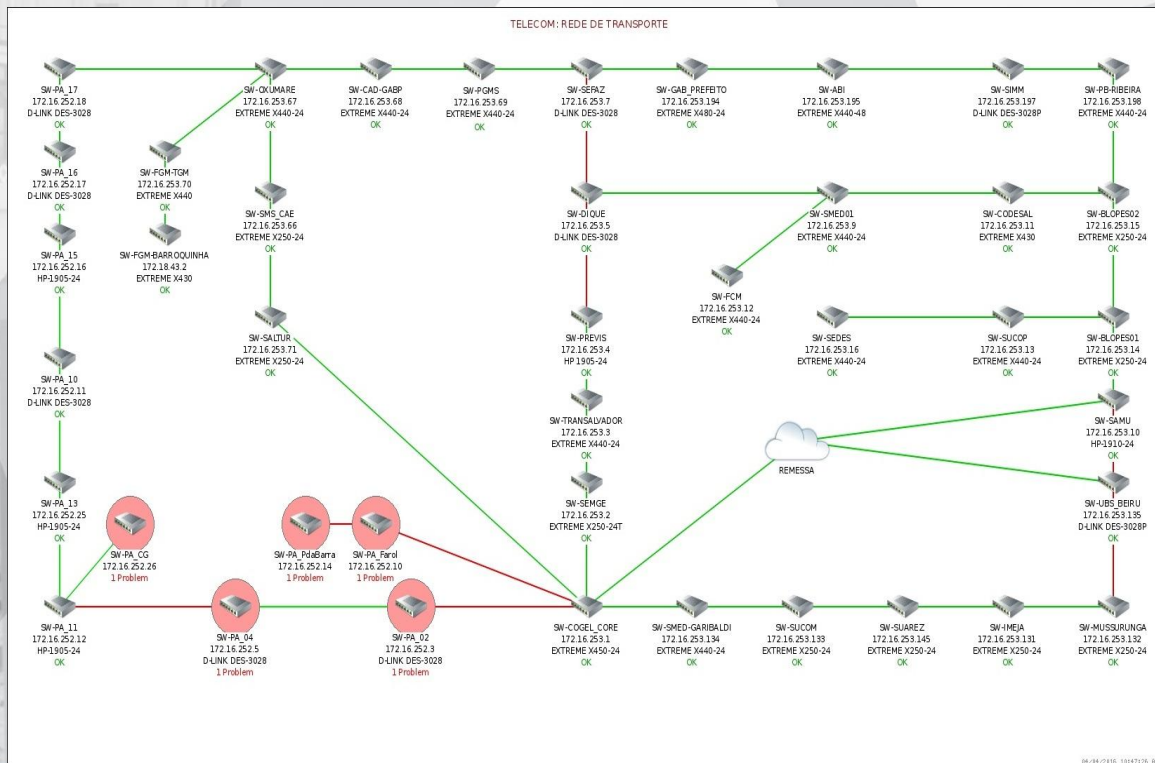 TELECOM: REDE DE TRANSPORTE
SW-PA_17
172.16.252.18
D-LINK DES-3028
OK
SW-OXUMARE
172.16.253.67
EXTREME X440-24
OK
SW-CAD-GABP
172.16.253.68
EXTREME X440-24
OK
SW-PGMS
172.16.253.69
EXTREME X440-24
OK
SW-SEFAZ
172.16.253.7
D-LINK DES-3028
OK
SW-GAB_PREFEITO
172.16.253.194
EXTREME X480-24
OK
SW-ABI
172.16.253.195
EXTREME X440-48
OK
SW-SIMM
172.16.253.197
D-LINK DES-3028P
OK
SW-PB-RIBEIRA
172.16.253.198
EXTREME X440-24
OK
SW-PA_16
172.16.252.17
D-LINK DES-3028
OK
SW-FGM-TGM
172.16.253.70
EXTREME X440
OK
SW-SMS_CAE
172.16.253.66
EXTREME X250-24
OK
SW-DIQUE
172.16.253.5
D-LINK DES-3028
OK
SW-SMED01
172.16.253.9
EXTREME X440-24
OK
SW-CODESAL
172.16.253.11
EXTREME X430
OK
SW-BLOPES02
172.16.253.15
EXTREME X250-24
OK
SW-PA_15
172.16.252.16
HP-1905-24
OK
SW-FGM-BARROQUINHA
172.18.43.2
EXTREME X430
OK
SW-FCM
172.16.253.12
EXTREME X440-24
OK
SW-SALTUR
172.16.253.71
EXTREME X250-24
OK
SW-PREVIS
172.16.253.4
HP 1905-24
OK
SW-SEDES
172.16.253.16
EXTREME X440-24
OK
SW-SUCOP
172.16.253.13
EXTREME X440-24
OK
SW-BLOPES01
172.16.253.14
EXTREME X250-24
OK
SW-PA_10
172.16.252.11
D-LINK DES-3028
OK
SW-TRANSALVADOR
172.16.253.3
EXTREME X440-24
OK
REMESSA
SW-SAMU
172.16.253.10
HP-1910-24
OK
SW-PA_13
172.16.252.25
HP-1905-24
OK
SW-SEMGE
172.16.253.2
EXTREME X250-24T
OK
SW-UBS_BEIRU
172.16.253.135
D-LINK DES-3028P
OK
SW-PA_CG
172.16.252.26
1 Problem
SW-PA_PdaBarra
172.16.252.14
1 Problem
SW-PA_Farol
172.16.252.10
1 Problem
SW-PA_11
172.16.252.12
HP-1905-24
OK
SW-PA_04
172.16.252.5
D-LINK DES-3028
1 Problem
SW-PA_02
172.16.252.3
D-LINK DES-3028
1 Problem
SW-COGEL_CORE
172.16.253.1
EXTREME X450-24
OK
SW-SMED-GARIBALDI
172.16.253.134
EXTREME X440-24
OK
SW-SUCOM
172.16.253.133
EXTREME X250-24
OK
SW-SUAREZ
172.16.253.145
EXTREME X250-24
OK
SW-IMEJA
172.16.253.131
EXTREME X250-24
OK
SW-MUSSURUNGA
172.16.253.132
EXTREME X250-24
OK